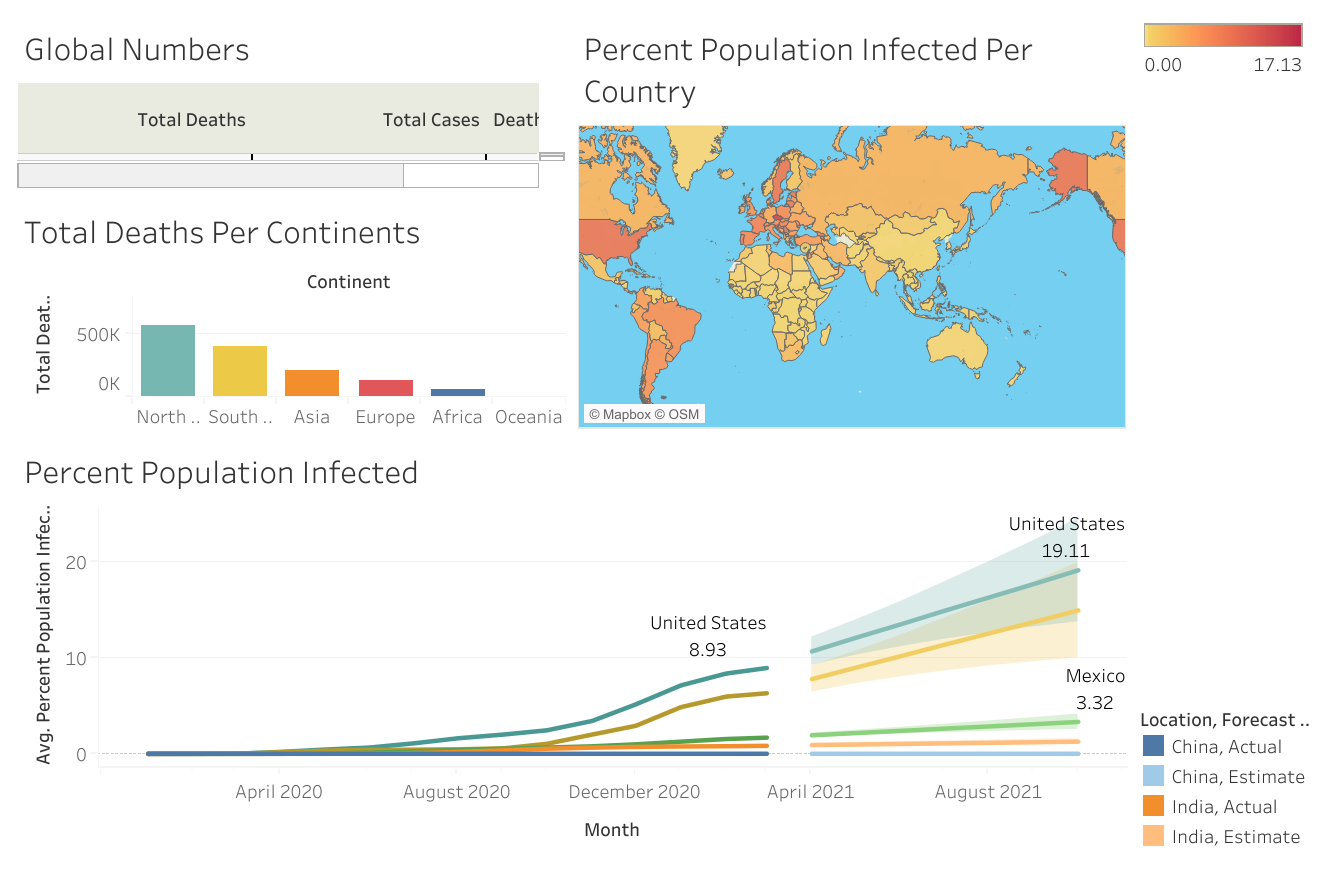 Global Numbers
Total Deaths
Total Cases
Death
Total Deaths Per Continents
Continent
Total Deat..
500K
0K
North ..
South ..
Asia
Europe
Africa
Oceania
Percent Population Infected Per
Country
© Mapbox © OSM
0.00
17.13
Percent Population Infected
Avg. Percent Population Infec..
20
10
0
United States
8.93
United States
19.11
Mexico
3.32
April 2020
August 2020
December 2020
April 2021
August 2021
Month
Location, Forecast ..
China, Actual
China, Estimate
India, Actual
India, Estimate